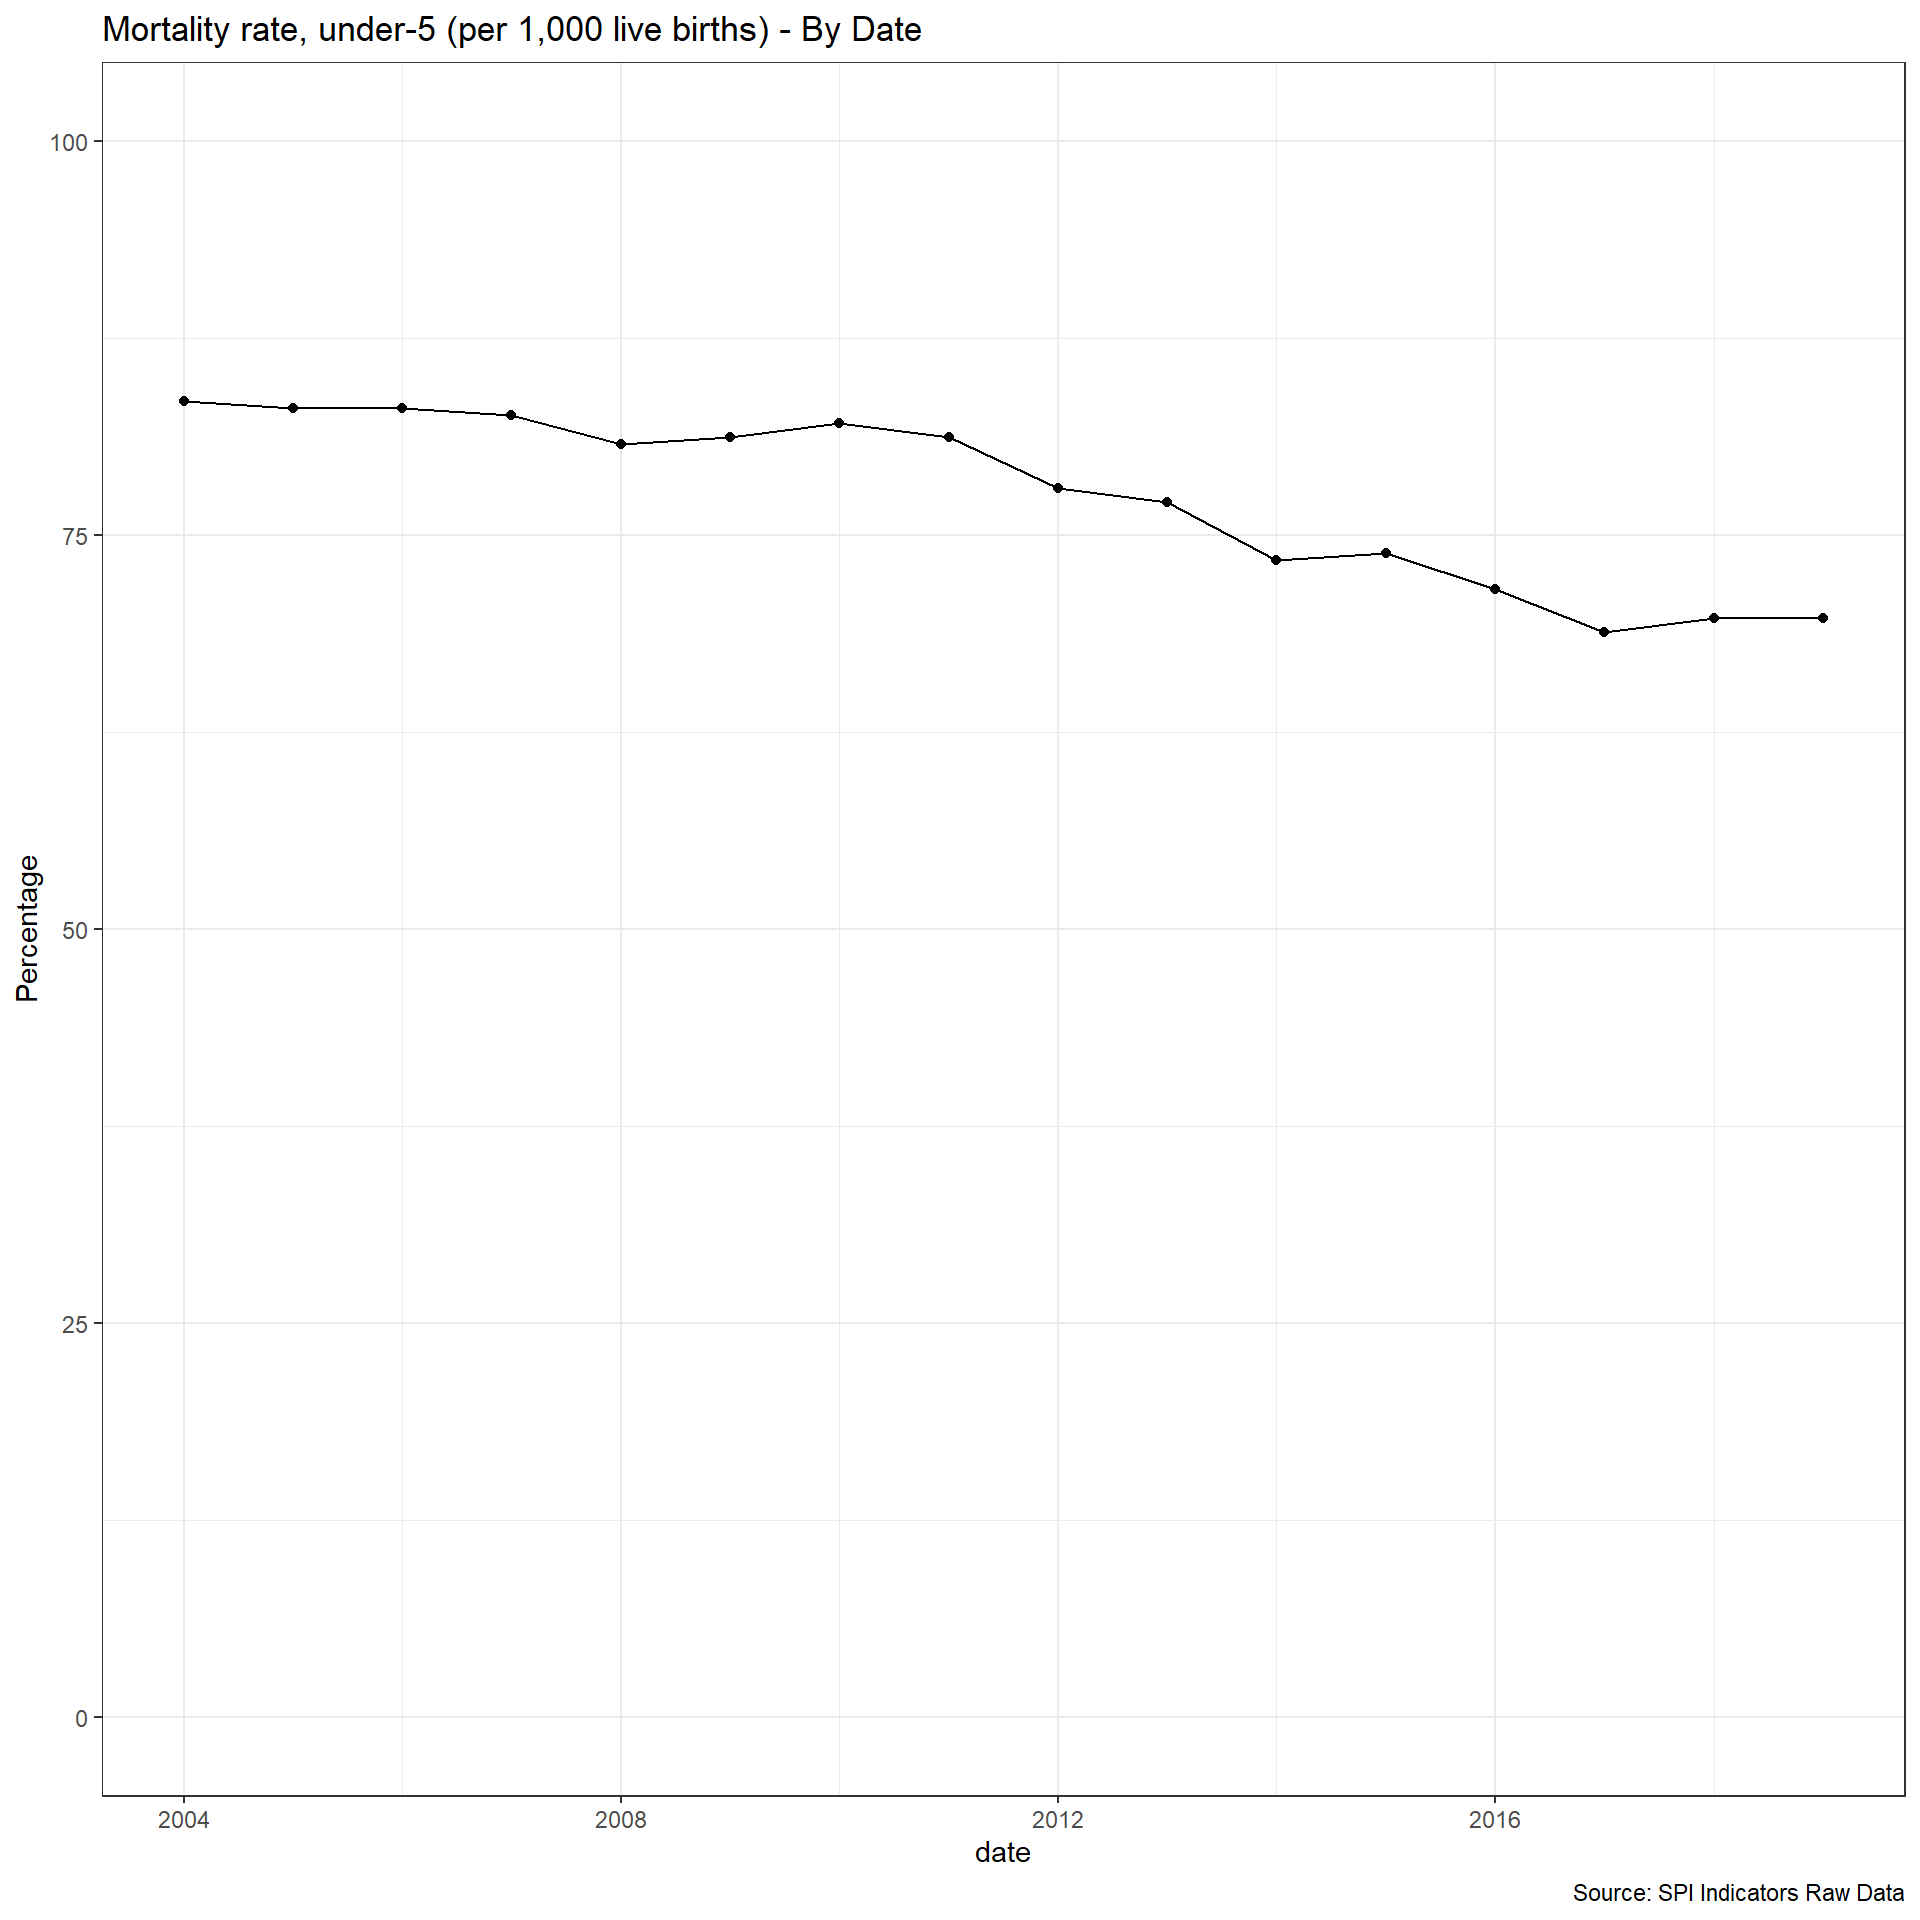 Mortality rate, under-5 (per 1,000 live births) - By Date
100
75
50
25
0
Percentage
2004 2008 2012 2016
date
Source: SPI Indicators Raw Data